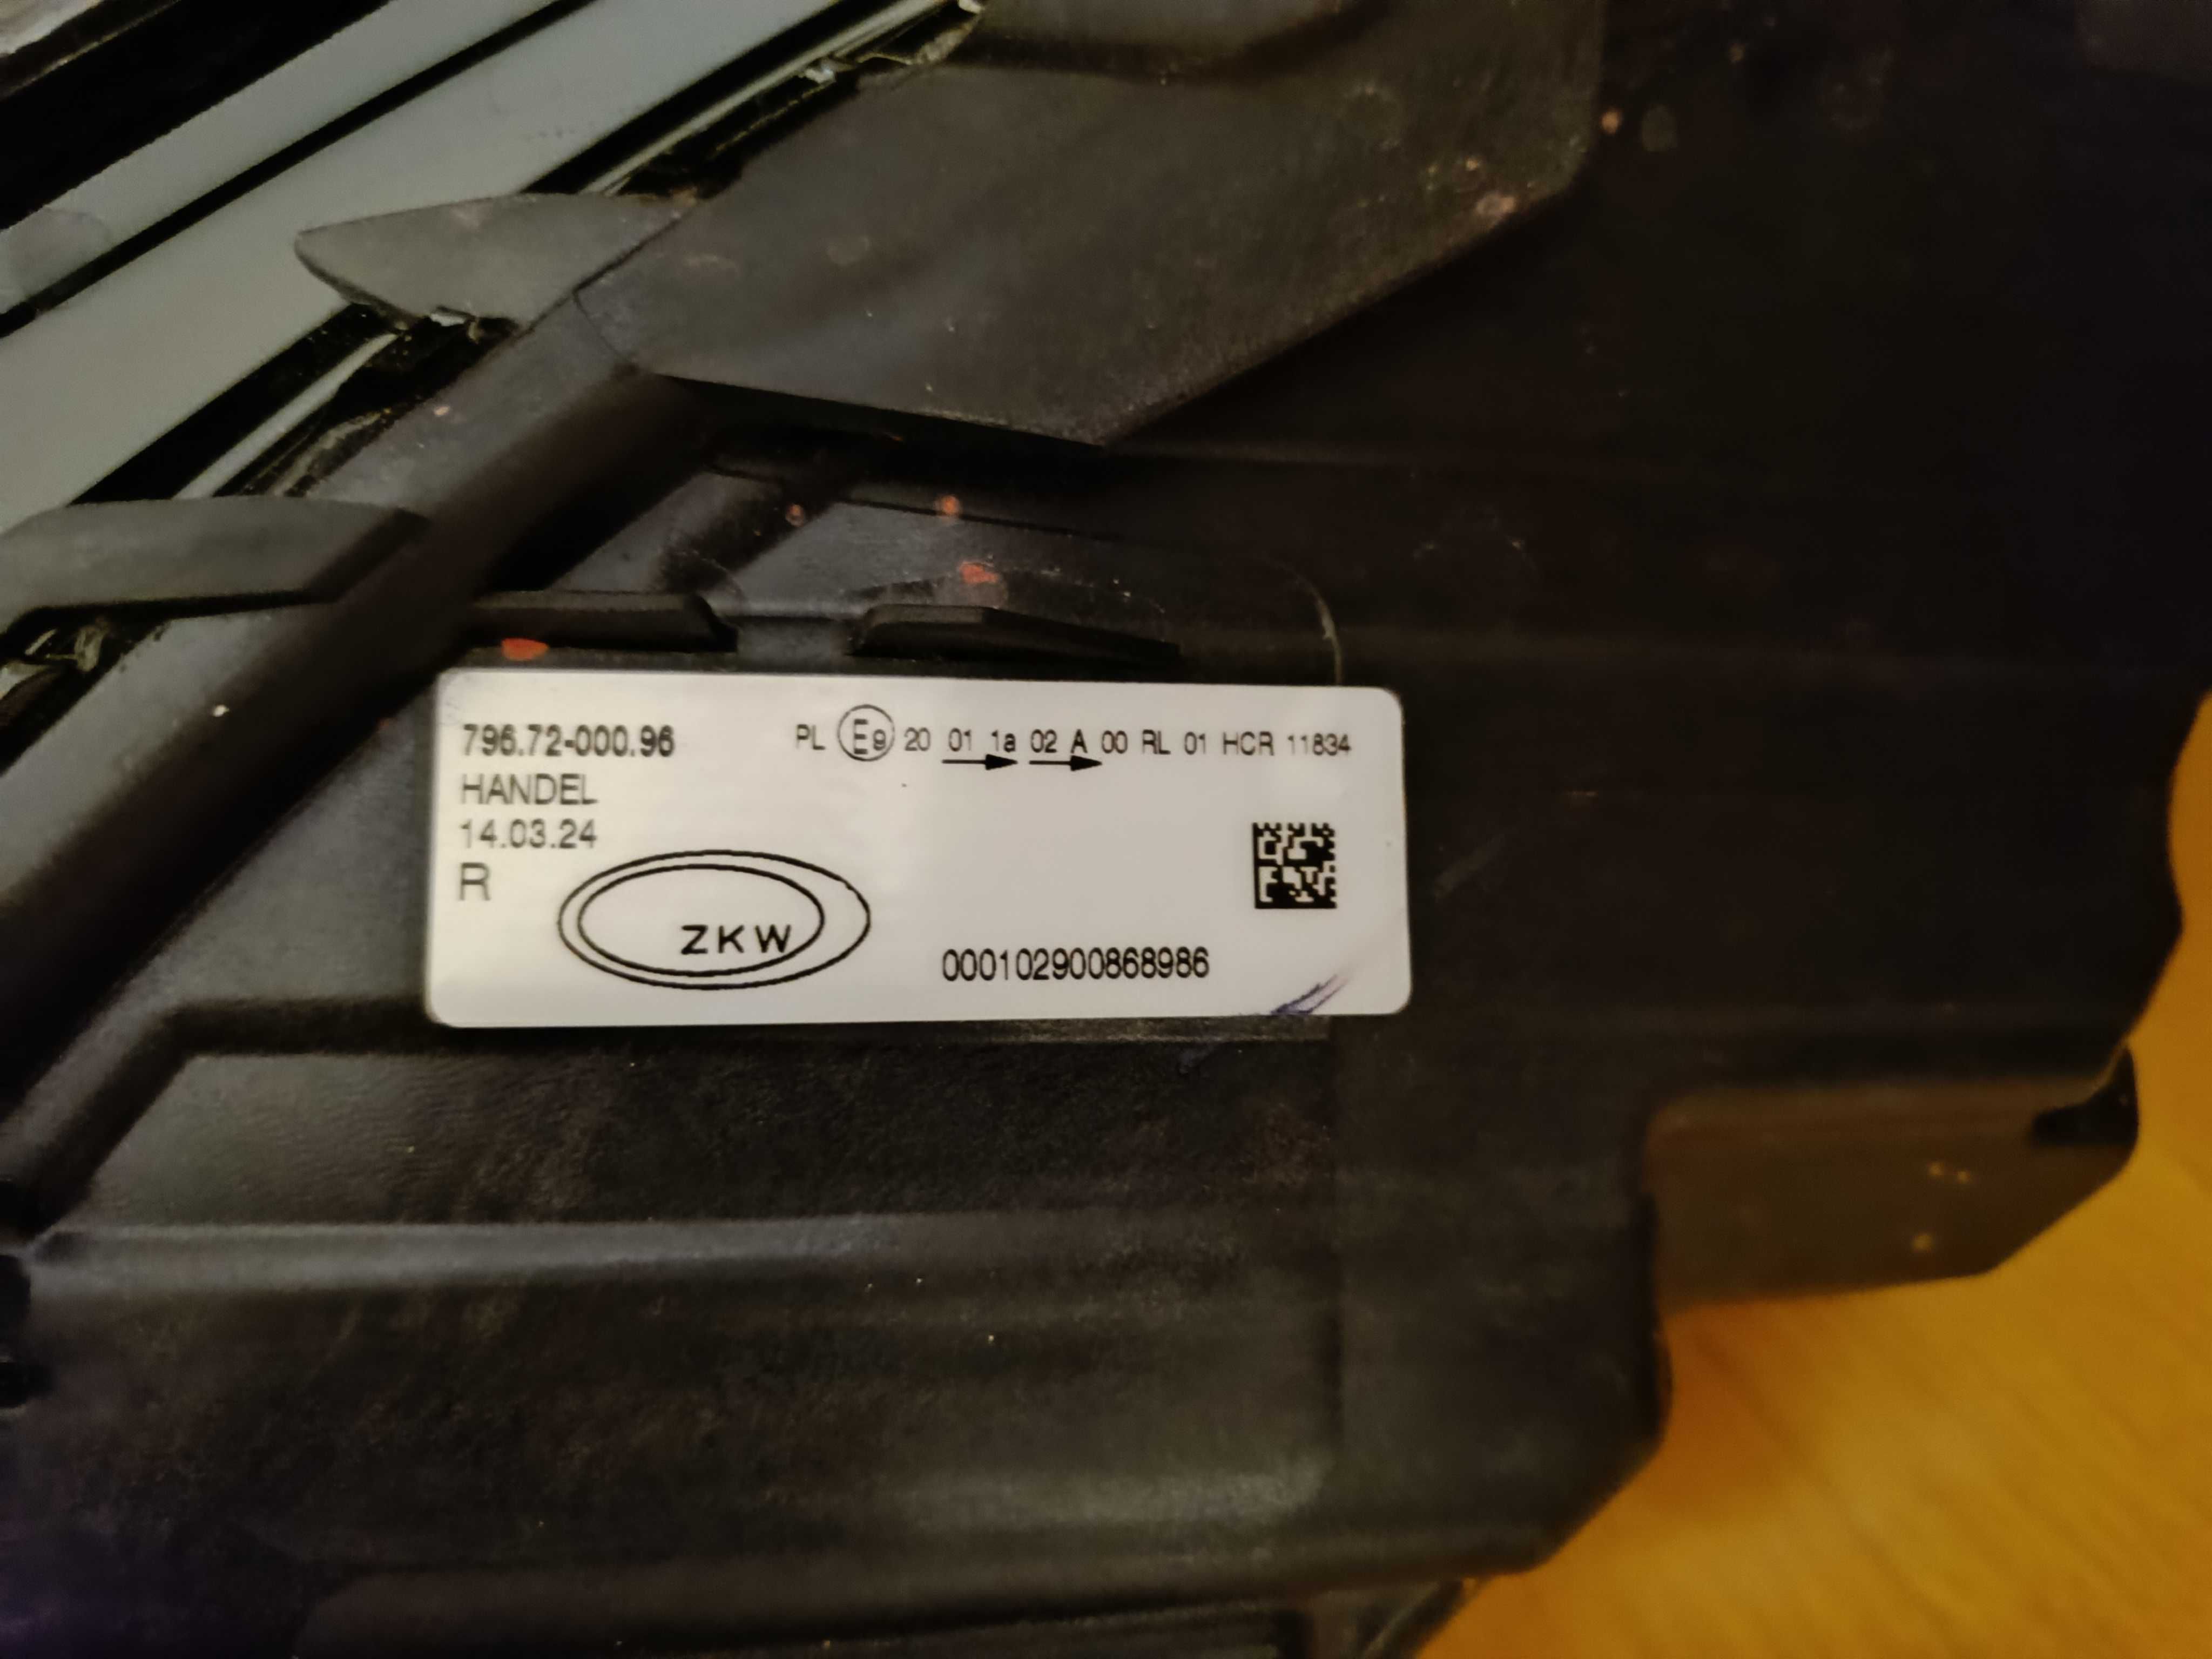 796.72-000.96
HANDEL
14.03.24
R
PL E9 20 01 1a 02 A 00 RL 01 HCR 11834
ZKW
000102900868986